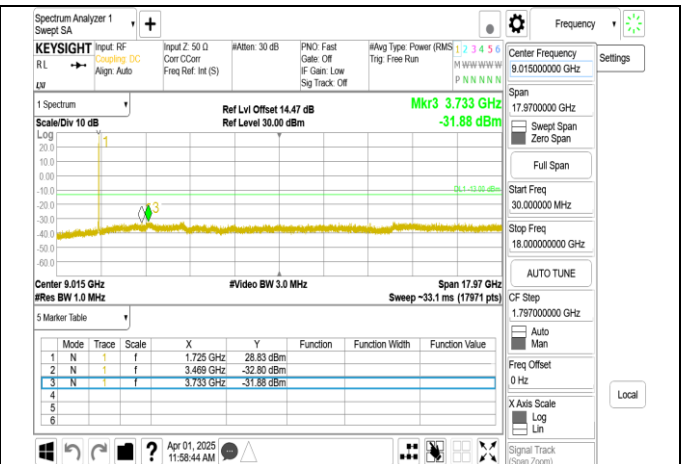 Spectrum Analyzer 1
Swept SA
+
Frequency
KEYSIGHT
RL
Input: RF
Coupling: DC
Align: Auto
Input Z: 50 Ω
Corr CCorr
Freq Ref: Int (S)
#Atten: 30 dB
PNO: Fast
Gate: Off
IF Gain: Low
Sig Track: Off
#Avg Type: Power (RMS
Trig: Free Run
1 2 3 4 5 6
M W W W W W
P N N N N N
1 Spectrum
Scale/Div 10 dB
Ref Lvl Offset 14.47 dB
Ref Level 30.00 dBm
Mkr3 3.733 GHz
-31.88 dBm
Log
20.0
10.0
0.00
-10.0
-20.0
-30.0
-40.0
-50.0
-60.0
1
3
DL1 -13.00 dBm
Center 9.015 GHz
#Res BW 1.0 MHz
#Video BW 3.0 MHz
Span 17.97 GHz
Sweep ~33.1 ms (17971 pts)
5 Marker Table
Mode Trace Scale X Y Function Function Width Function Value
1 N 1 f 1.725 GHz 28.83 dBm
2 N 1 f 3.469 GHz -32.80 dBm
3 N 1 f 3.733 GHz -31.88 dBm
4
5
6
?
Apr 01, 2025
11:58:44 AM
Center Frequency
9.015000000 GHz
Settings
Span
17.9700000 GHz
Swept Span
Zero Span
Full Span
Start Freq
30.000000 MHz
Stop Freq
18.000000000 GHz
AUTO TUNE
CF Step
1.797000000 GHz
Auto
Man
Freq Offset
0 Hz
X Axis Scale
Log
Lin
Local
Signal Track
(Span Zoom)